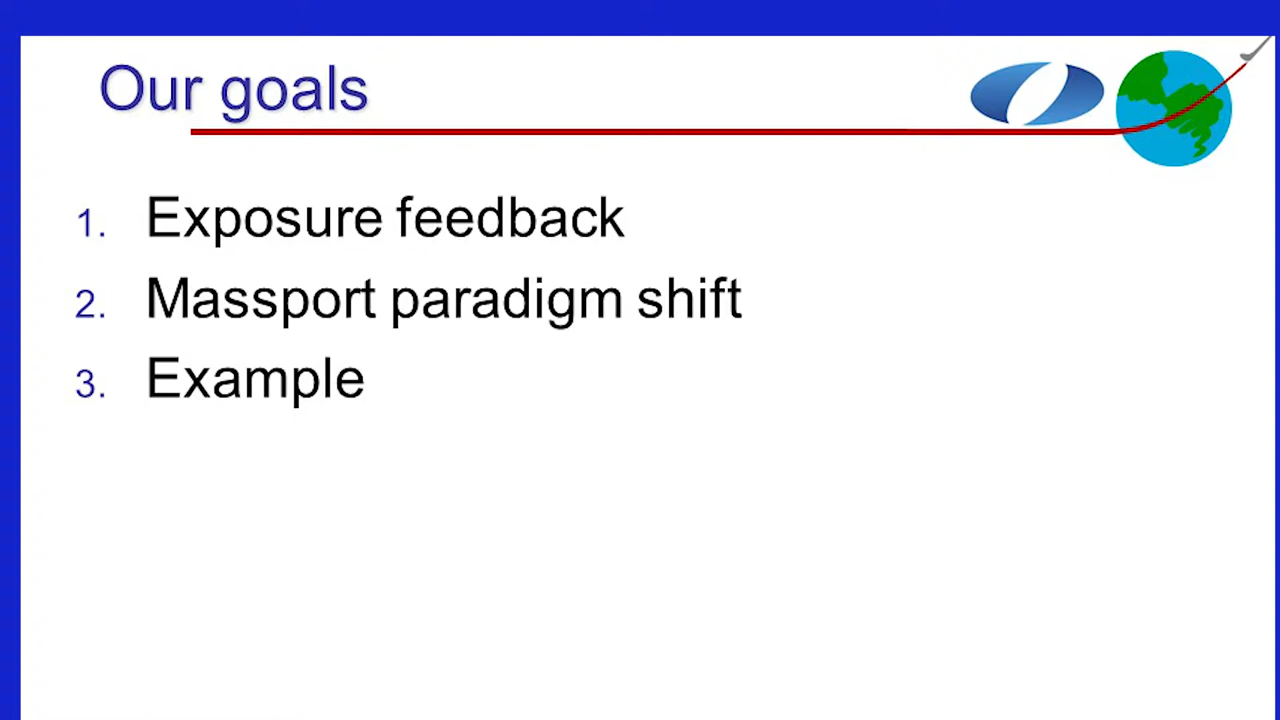 Our goals
1. Exposure feedback
2. Massport paradigm shift
3. Example